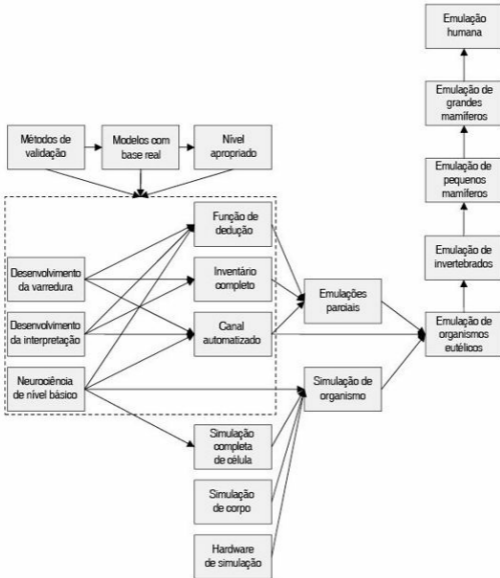 Emulação
humana
Emulação de
grandes
mamíferos
Métodos de
validação
Modelos com
base real
Nível
apropriado
Emulação de
pequenos
mamíferos
Função de
dedução
Desenvolvimento
da varredura
Inventário
completo
Emulações
parciais
Emulação de
invertebrados
Desenvolvimento
da interpretação
Canal
automatizado
Emulação de
organismos
eutélicos
Neurociência
de nível básico
Simulação de
organismo
Simulação
completa
de célula
Simulação
de corpo
Hardware
de simulação